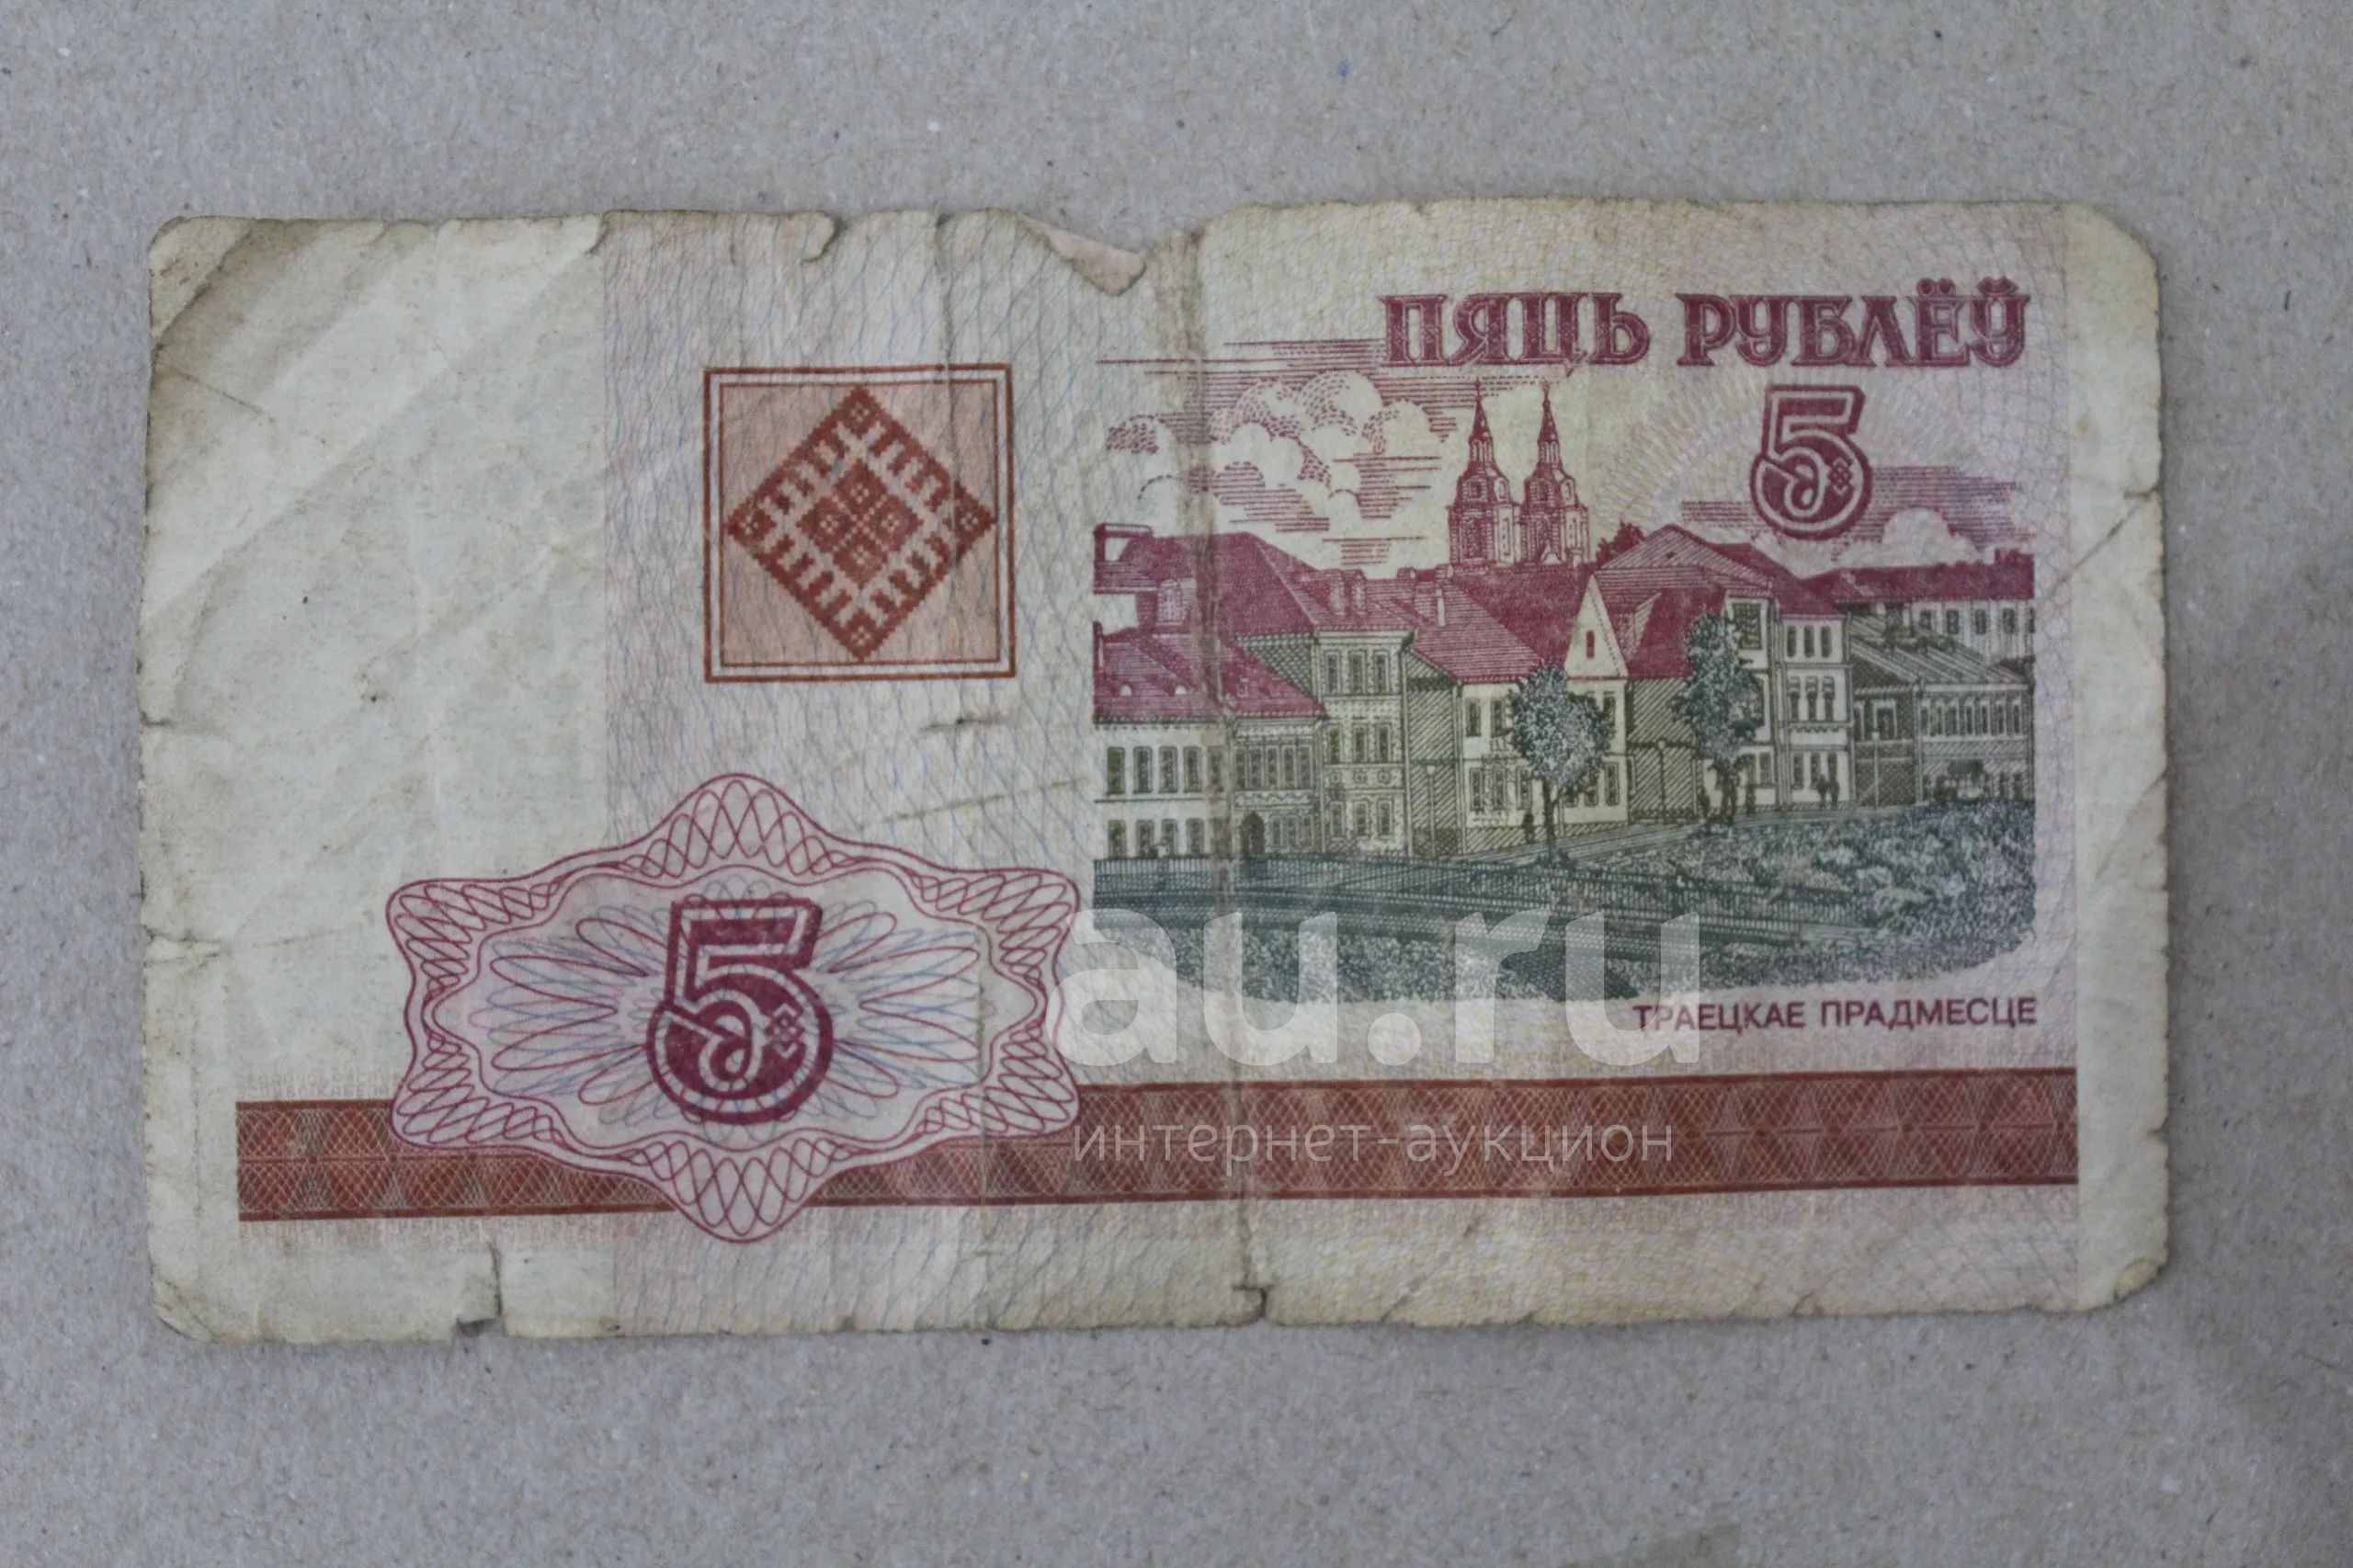 ПЯЦЬ РУБЛЁЎ
5
ТРАЕЦКАЕ ПРАДМЕСЦЕ
5
au.ru
интернет-аукцион